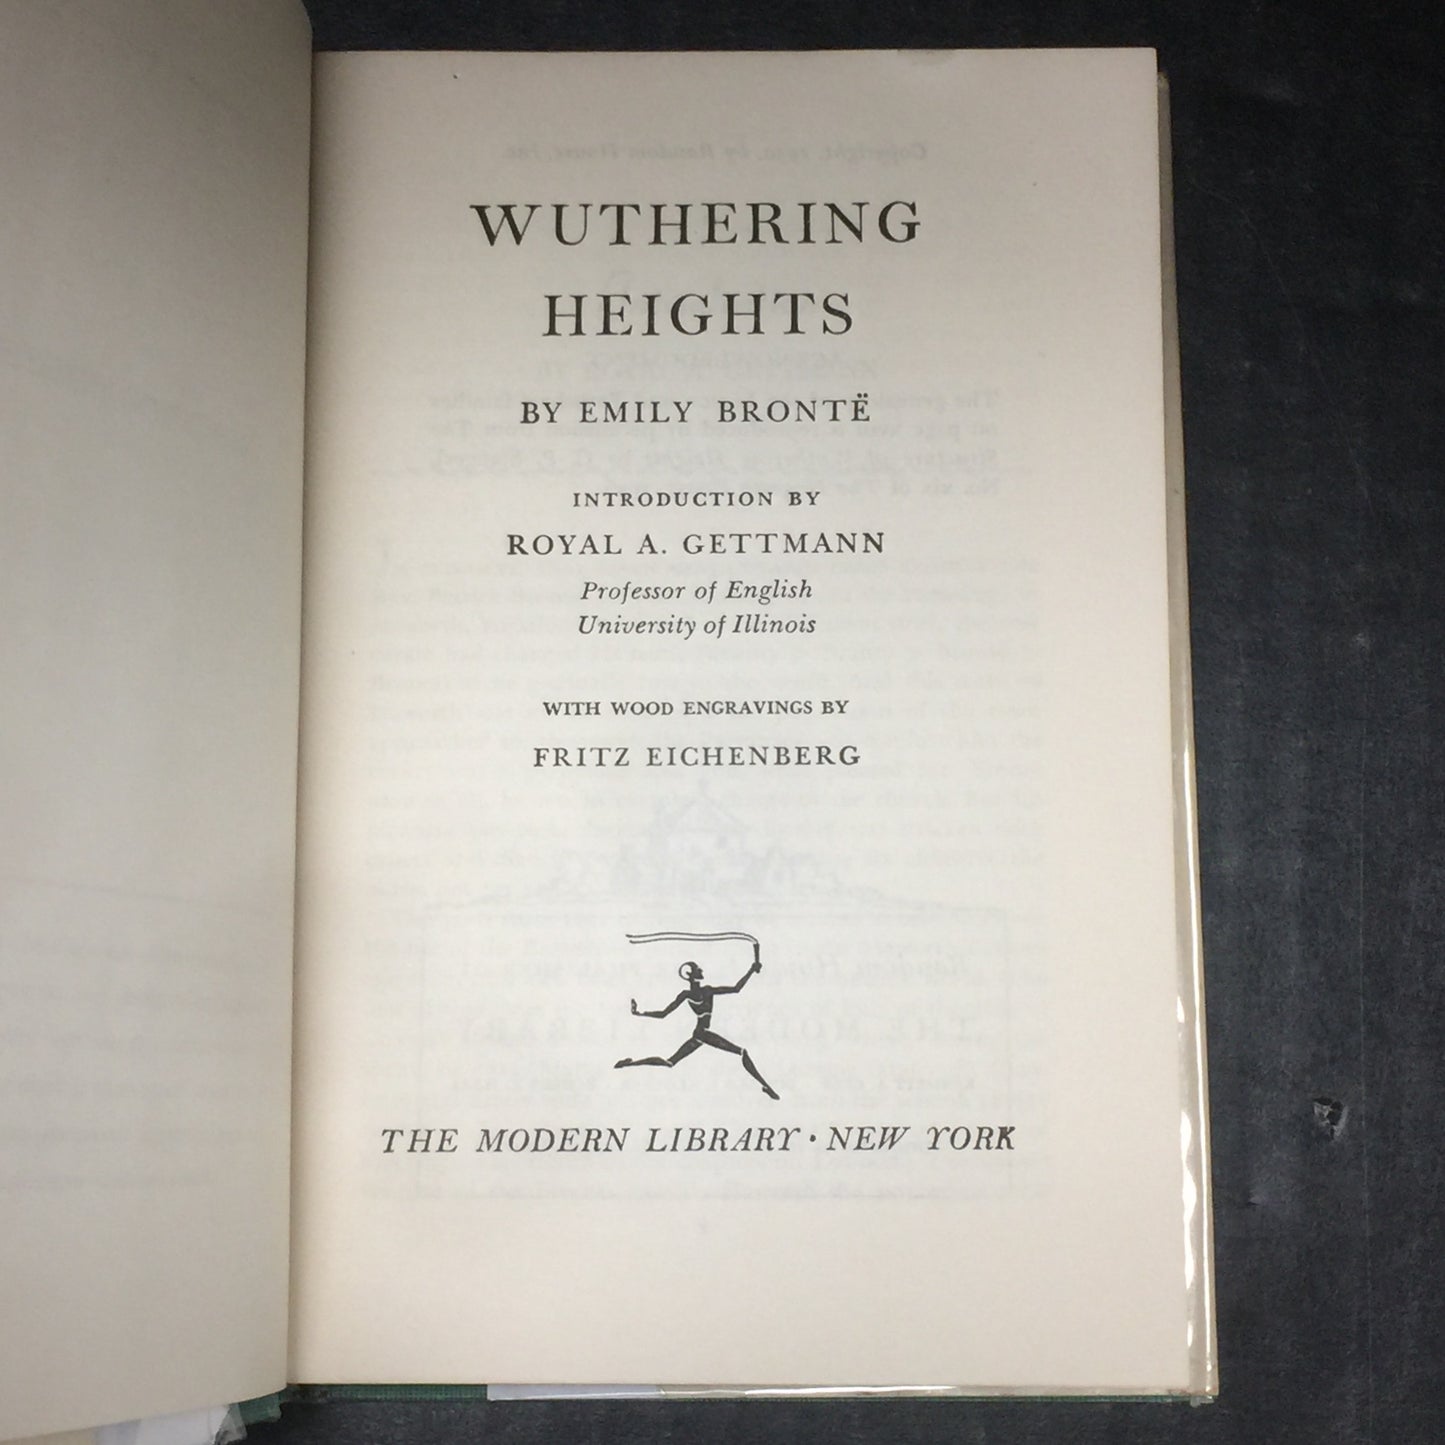 WUTHERING
HEIGHTS
BY EMILY BRONTË
INTRODUCTION BY
ROYAL A. GETTMANN
Professor of English
University of Illinois
WITH WOOD ENGRAVINGS BY
FRITZ EICHENBERG
THE MODERN LIBRARY · NEW YORK